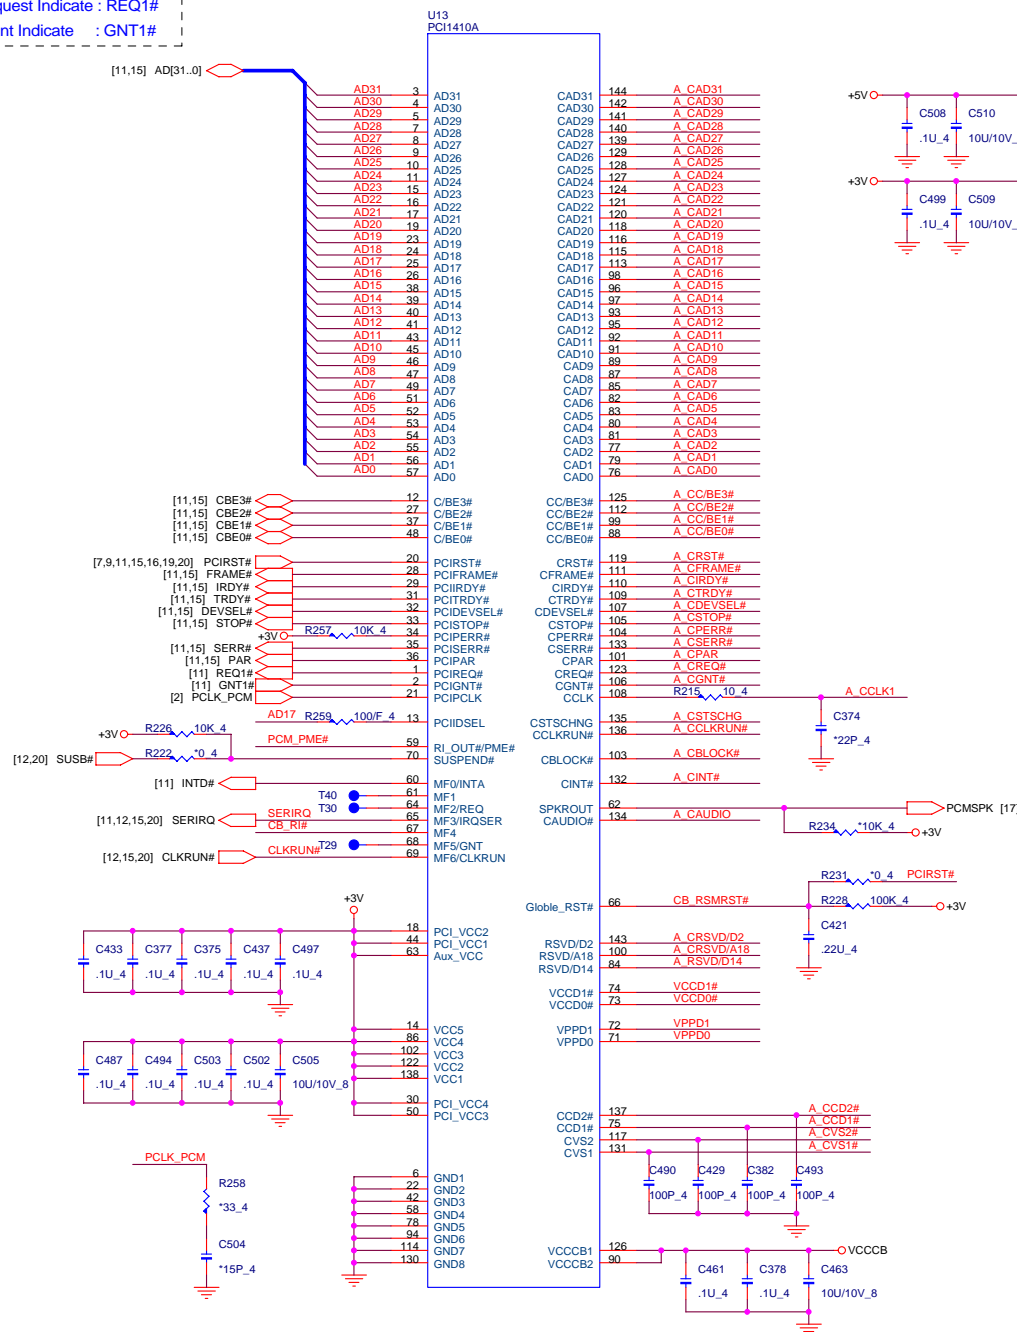 quest Indicate : REQ1#
nt Indicate : GNT1#
U13
PCI1410A
[11,15] AD[31..0]
AD31 3 AD31 CAD31 144 A_CAD31
AD30 4 AD30 CAD30 142 A_CAD30
AD29 5 AD29 CAD29 141 A_CAD29
AD28 7 AD28 CAD28 140 A_CAD28
AD27 8 AD27 CAD27 139 A_CAD27
AD26 9 AD26 CAD26 129 A_CAD26
AD25 10 AD25 CAD25 128 A_CAD25
AD24 11 AD24 CAD24 127 A_CAD24
AD23 15 AD23 CAD23 124 A_CAD23
AD22 16 AD22 CAD22 121 A_CAD22
AD21 17 AD21 CAD21 120 A_CAD21
AD20 19 AD20 CAD20 118 A_CAD20
AD19 23 AD19 CAD19 116 A_CAD19
AD18 24 AD18 CAD18 115 A_CAD18
AD17 25 AD17 CAD17 113 A_CAD17
AD16 26 AD16 CAD16 98 A_CAD16
AD15 38 AD15 CAD15 96 A_CAD15
AD14 39 AD14 CAD14 97 A_CAD14
AD13 40 AD13 CAD13 93 A_CAD13
AD12 41 AD12 CAD12 95 A_CAD12
AD11 43 AD11 CAD11 92 A_CAD11
AD10 45 AD10 CAD10 91 A_CAD10
AD9 46 AD9 CAD9 89 A_CAD9
AD8 47 AD8 CAD8 87 A_CAD8
AD7 49 AD7 CAD7 85 A_CAD7
AD6 51 AD6 CAD6 82 A_CAD6
AD5 52 AD5 CAD5 83 A_CAD5
AD4 53 AD4 CAD4 80 A_CAD4
AD3 54 AD3 CAD3 81 A_CAD3
AD2 55 AD2 CAD2 77 A_CAD2
AD1 56 AD1 CAD1 79 A_CAD1
AD0 57 AD0 CAD0 76 A_CAD0
+5V
C508 C510
.1U_4 10U/10V_
+3V
C499 C509
.1U_4 10U/10V_
[11,15] CBE3# 12 C/BE3# CC/BE3# 125 A_CC/BE3#
[11,15] CBE2# 27 C/BE2# CC/BE2# 112 A_CC/BE2#
[11,15] CBE1# 37 C/BE1# CC/BE1# 99 A_CC/BE1#
[11,15] CBE0# 48 C/BE0# CC/BE0# 88 A_CC/BE0#
[7,9,11,15,16,19,20] PCIRST# 20 PCIRST# CRST# 119 A_CRST#
[11,15] FRAME# 28 PCIFRAME# CFRAME# 111 A_CFRAME#
[11,15] IRDY# 29 PCIIRDY# CIRDY# 110 A_CIRDY#
[11,15] TRDY# 31 PCITRDY# CTRDY# 109 A_CTRDY#
[11,15] DEVSEL# 32 PCIDEVSEL# CDEVSEL# 107 A_CDEVSEL#
[11,15] STOP# 33 PCISTOP# CSTOP# 105 A_CSTOP#
+3V R257 10K_4 34 PCIPERR# CPERR# 104 A_CPERR#
[11,15] SERR# 35 PCISERR# CSERR# 133 A_CSERR#
[11,15] PAR 36 PCIPAR CPAR 101 A_CPAR
[11] REQ1# 1 PCIREQ# CREQ# 123 A_CREQ#
[11] GNT1# 2 PCIGNT# CGNT# 106 A_CGNT#
[2] PCLK_PCM 21 PCIPCLK CCLK 108 R215 10_4 A_CCLK1
C374
*22P_4
AD17 R259 100/F_4 13 PCIIDSEL CSTSCHNG 135 A_CSTSCHG
CCLKRUN# 136 A_CCLKRUN#
+3V R226 10K_4
PCM_PME# 59 RI_OUT#/PME#
[12,20] SUSB# R222 *0_4 70 SUSPEND# CBLOCK# 103 A_CBLOCK#
[11] INTD# 60 MF0/INTA CINT# 132 A_CINT#
T40 61 MF1
T30 64 MF2/REQ SPKROUT 62 PCMSPK [17]
[11,12,15,20] SERIRQ SERIRQ 65 MF3/IRQSER CAUDIO# 134 A_CAUDIO
CB_RI# 67 MF4
R234 *10K_4 +3V
T29 68 MF5/GNT
[12,15,20] CLKRUN# CLKRUN# 69 MF6/CLKRUN
R231 *0_4 PCIRST#
Globle_RST# 66 CB_RSMRST# R228 100K_4 +3V
C421
.22U_4
+3V
18 PCI_VCC2
44 PCI_VCC1 RSVD/D2 143 A_CRSVD/D2
63 Aux_VCC RSVD/A18 100 A_CRSVD/A18
RSVD/D14 84 A_RSVD/D14
C433 C377 C375 C437 C497
.1U_4 .1U_4 .1U_4 .1U_4 .1U_4
VCCD1# 74 VCCD1#
VCCD0# 73 VCCD0#
14 VCC5 VPPD1 72 VPPD1
86 VCC4 VPPD0 71 VPPD0
102 VCC3
122 VCC2
138 VCC1
C487 C494 C503 C502 C505
.1U_4 .1U_4 .1U_4 .1U_4 10U/10V_8
30 PCI_VCC4
50 PCI_VCC3 CCD2# 137 A_CCD2#
CCD1# 75 A_CCD1#
CVS2 117 A_CVS2#
CVS1 131 A_CVS1#
C490 C429 C382 C493
100P_4 100P_4 100P_4 100P_4
PCLK_PCM
R258
*33_4
C504
*15P_4
6 GND1
22 GND2
42 GND3
58 GND4
78 GND5
94 GND6
114 GND7
130 GND8
VCCCB1 126 VCCCB
VCCCB2 90
C461 C378 C463
.1U_4 .1U_4 10U/10V_8